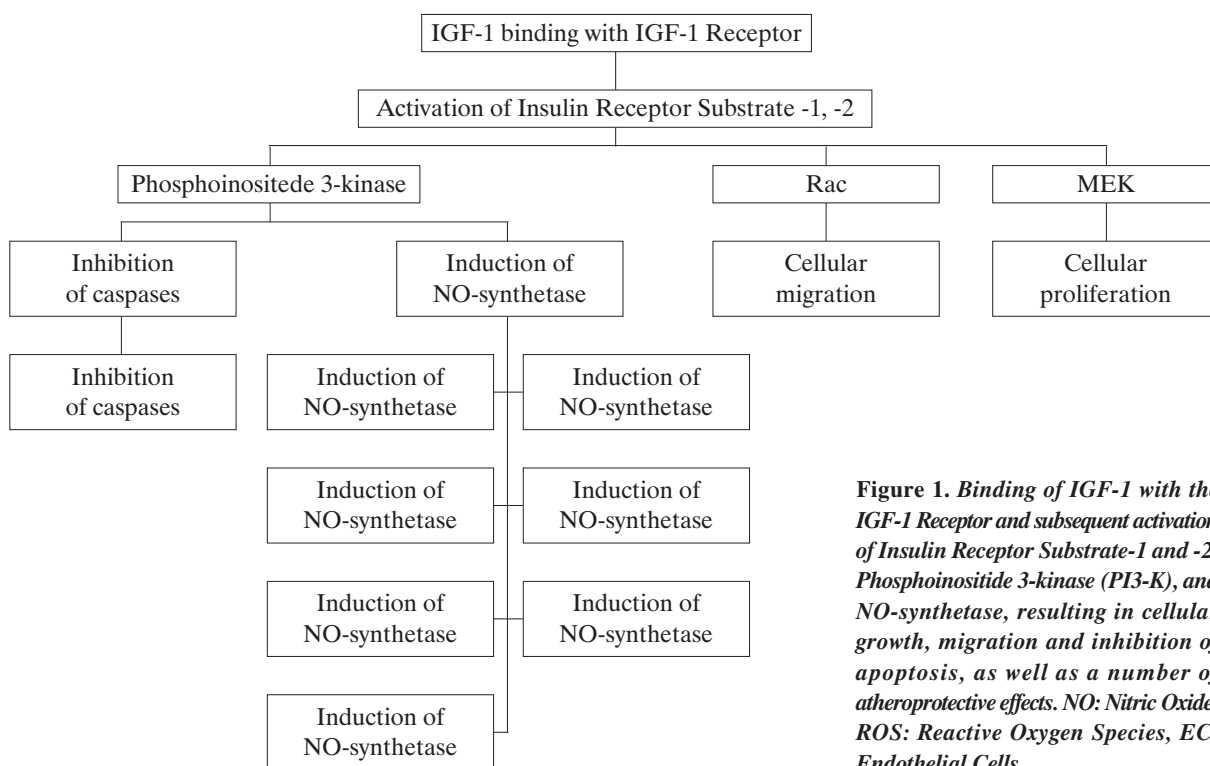 IGF-1 binding with IGF-1 Receptor
Activation of Insulin Receptor Substrate -1, -2
Phosphoinositede 3-kinase
Rac
MEK
Inhibition
of caspases
Induction of
NO-synthetase
Cellular
migration
Cellular
proliferation
Inhibition
of caspases
Induction of
NO-synthetase
Induction of
NO-synthetase
Induction of
NO-synthetase
Induction of
NO-synthetase
Induction of
NO-synthetase
Induction of
NO-synthetase
Induction of
NO-synthetase
Figure 1. Binding of IGF-1 with the
IGF-1 Receptor and subsequent activation
of Insulin Receptor Substrate-1 and -2
Phosphoinositide 3-kinase (PI3-K), and
NO-synthetase, resulting in cellular
growth, migration and inhibition of
apoptosis, as well as a number of
atheroprotective effects. NO: Nitric Oxide
ROS: Reactive Oxygen Species, EC
Endothelial Cells